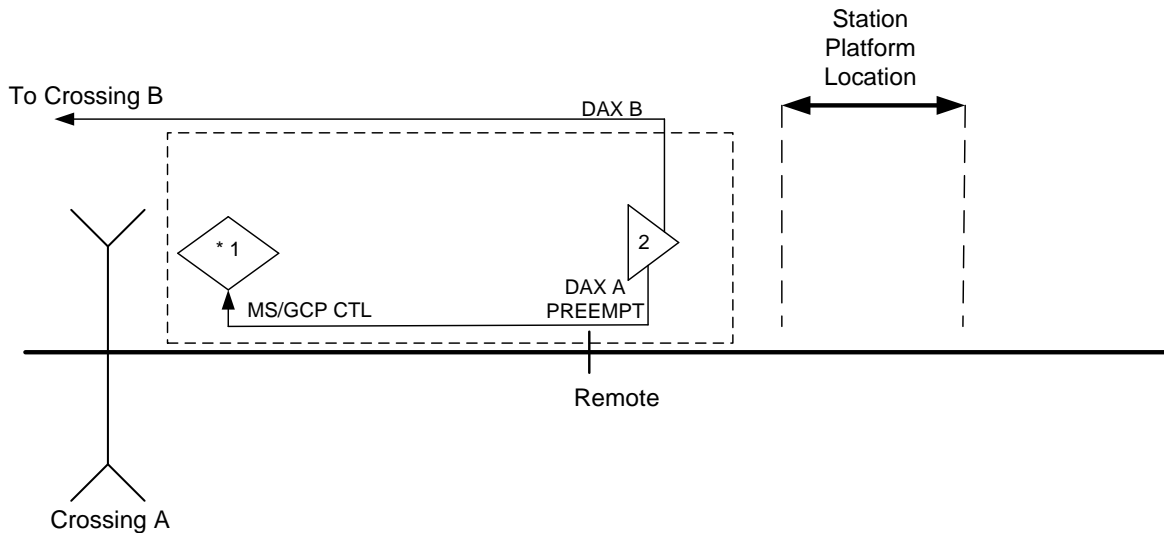 Station
Platform
Location
To Crossing B
DAX B
* 1
2
DAX A
PREEMPT
MS/GCP CTL
Remote
Crossing A